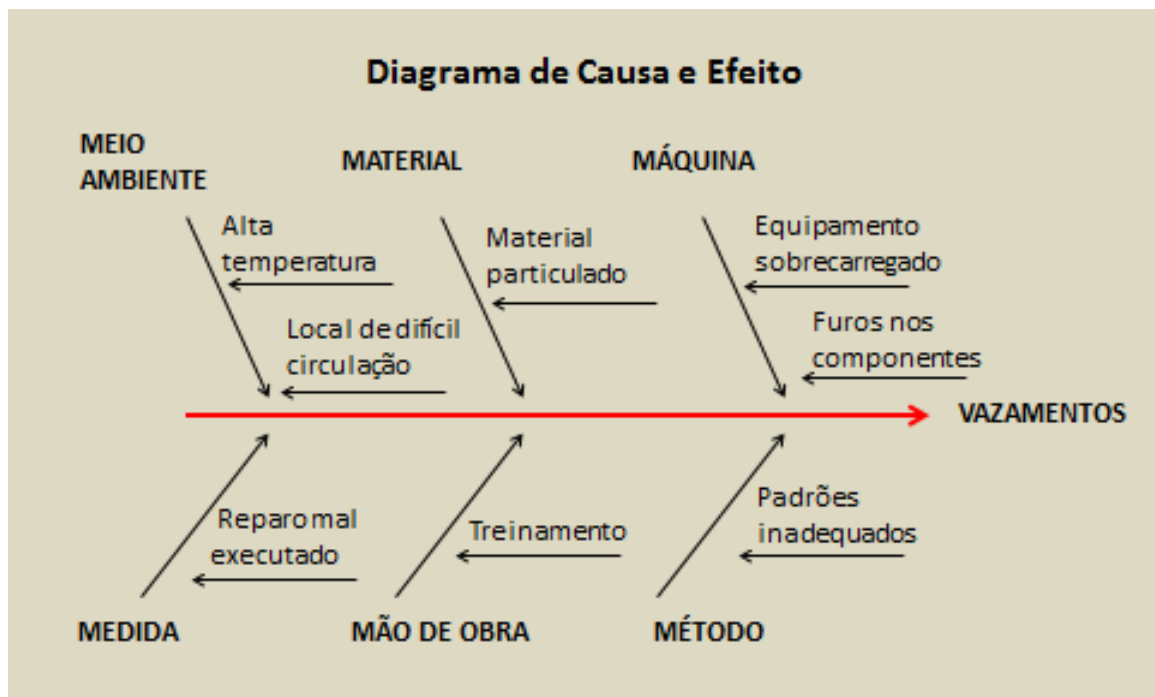 Diagrama de Causa e Efeito
MEIO
AMBIENTE
MATERIAL
MÁQUINA
Alta
temperatura
Local de difícil
circulação
Material
particulado
Equipamento
sobrecarregado
Furos nos
componentes
VAZAMENTOS
Reparo mal
executado
Treinamento
Padrões
inadequados
MEDIDA
MÃO DE OBRA
MÉTODO